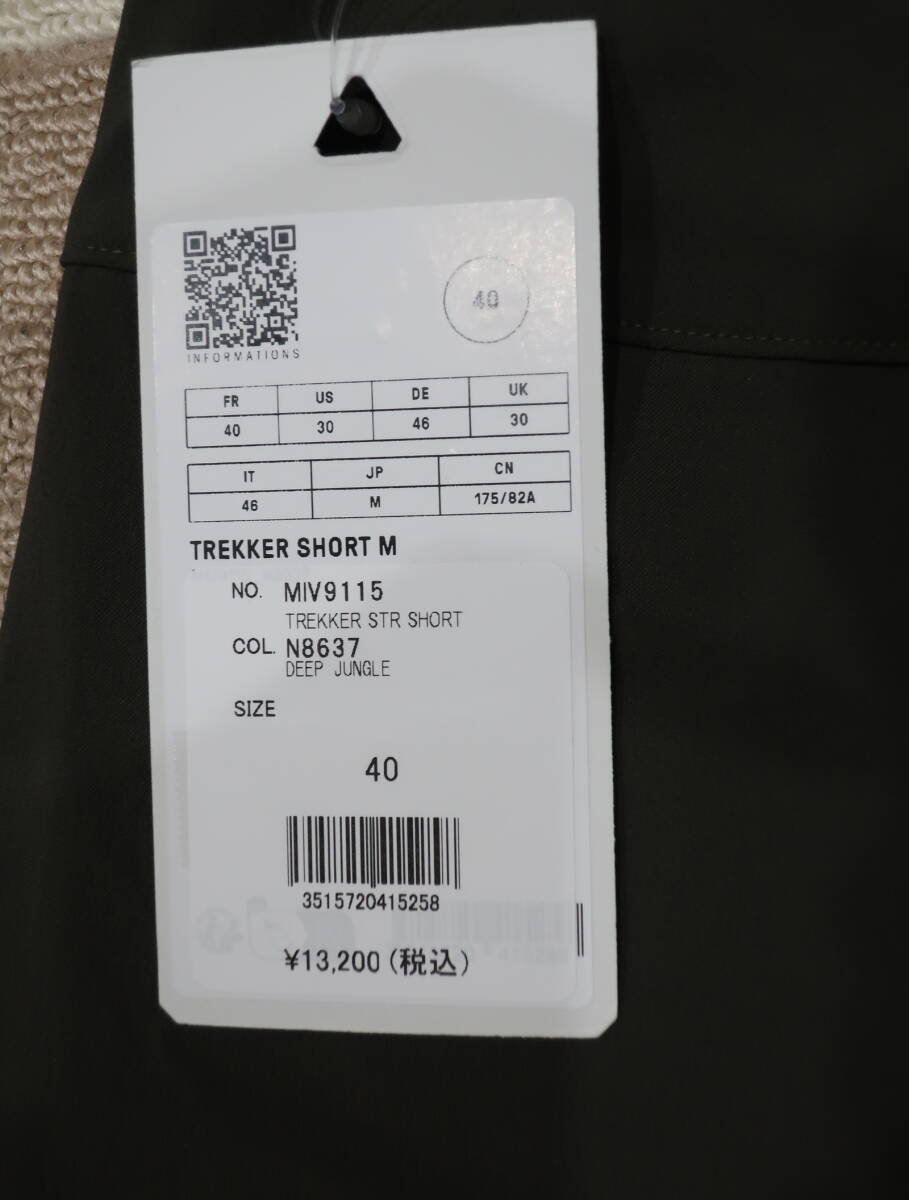 40
INFORMATIONS
FR US DE UK
40 30 46 30
IT JP CN
46 M 175/82A
TREKKER SHORT M
NO. MIV9115
TREKKER STR SHORT
COL. N8637
DEEP JUNGLE
SIZE
40
3515720415258
¥13,200(税込)